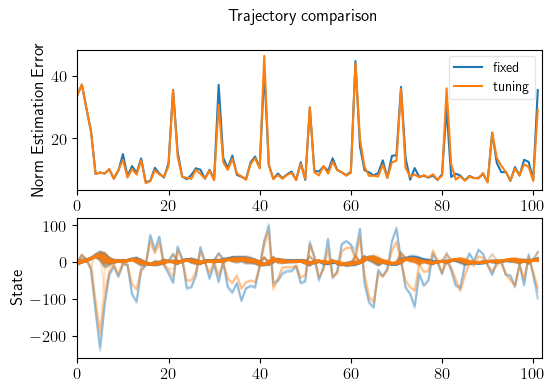 Trajectory comparison
Norm Estimation Error
40
20
fixed
tuning
0 20 40 60 80 100
State
100
0
−100
−200
0 20 40 60 80 100